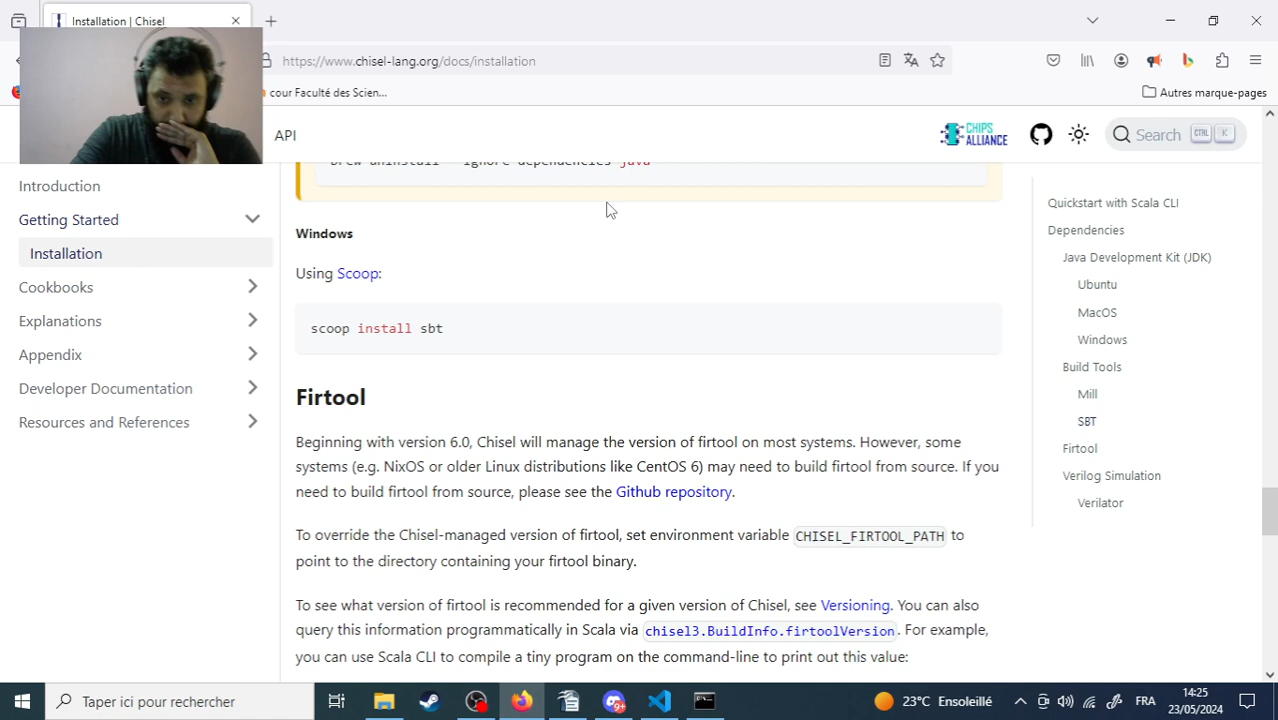 Installation | Chisel
https://www.chisel-lang.org/docs/installation
cour Faculté des Scien...
Autres marque-pages
API
CHIPS
ALLIANCE
Search CTRL K
Introduction
Getting Started
Installation
Cookbooks
Explanations
Appendix
Developer Documentation
Resources and References
brew uninstall --ignore-dependencies java
Windows
Using Scoop:
scoop install sbt
Firtool
Beginning with version 6.0, Chisel will manage the version of firtool on most systems. However, some
systems (e.g. NixOS or older Linux distributions like CentOS 6) may need to build firtool from source. If you
need to build firtool from source, please see the Github repository.
To override the Chisel-managed version of firtool, set environment variable CHISEL_FIRTOOL_PATH to
point to the directory containing your firtool binary.
To see what version of firtool is recommended for a given version of Chisel, see Versioning. You can also
query this information programmatically in Scala via chisel3.BuildInfo.firtoolVersion. For example,
you can use Scala CLI to compile a tiny program on the command-line to print out this value:
Quickstart with Scala CLI
Dependencies
Java Development Kit (JDK)
Ubuntu
MacOS
Windows
Build Tools
Mill
SBT
Firtool
Verilog Simulation
Verilator
Taper ici pour rechercher
23°C Ensoleillé
FRA
14:25
23/05/2024